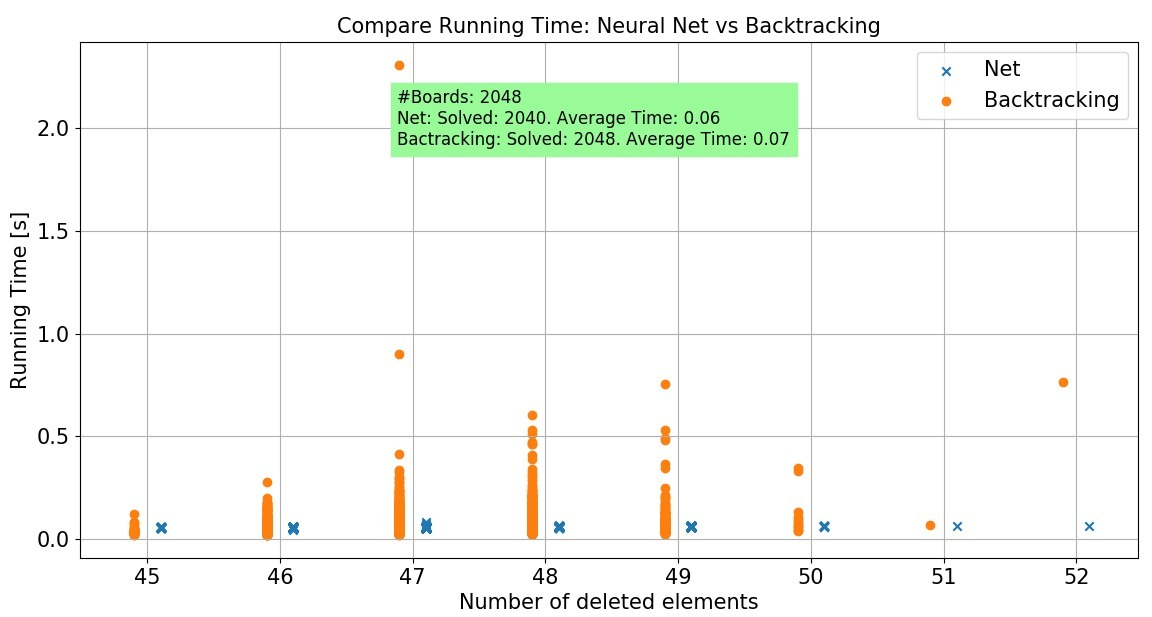 Compare Running Time: Neural Net vs Backtracking
Net
Backtracking
#Boards: 2048
Net: Solved: 2040. Average Time: 0.06
Bactracking: Solved: 2048. Average Time: 0.07
Running Time [s]
2.0
1.5
1.0
0.5
0.0
45 46 47 48 49 50 51 52
Number of deleted elements